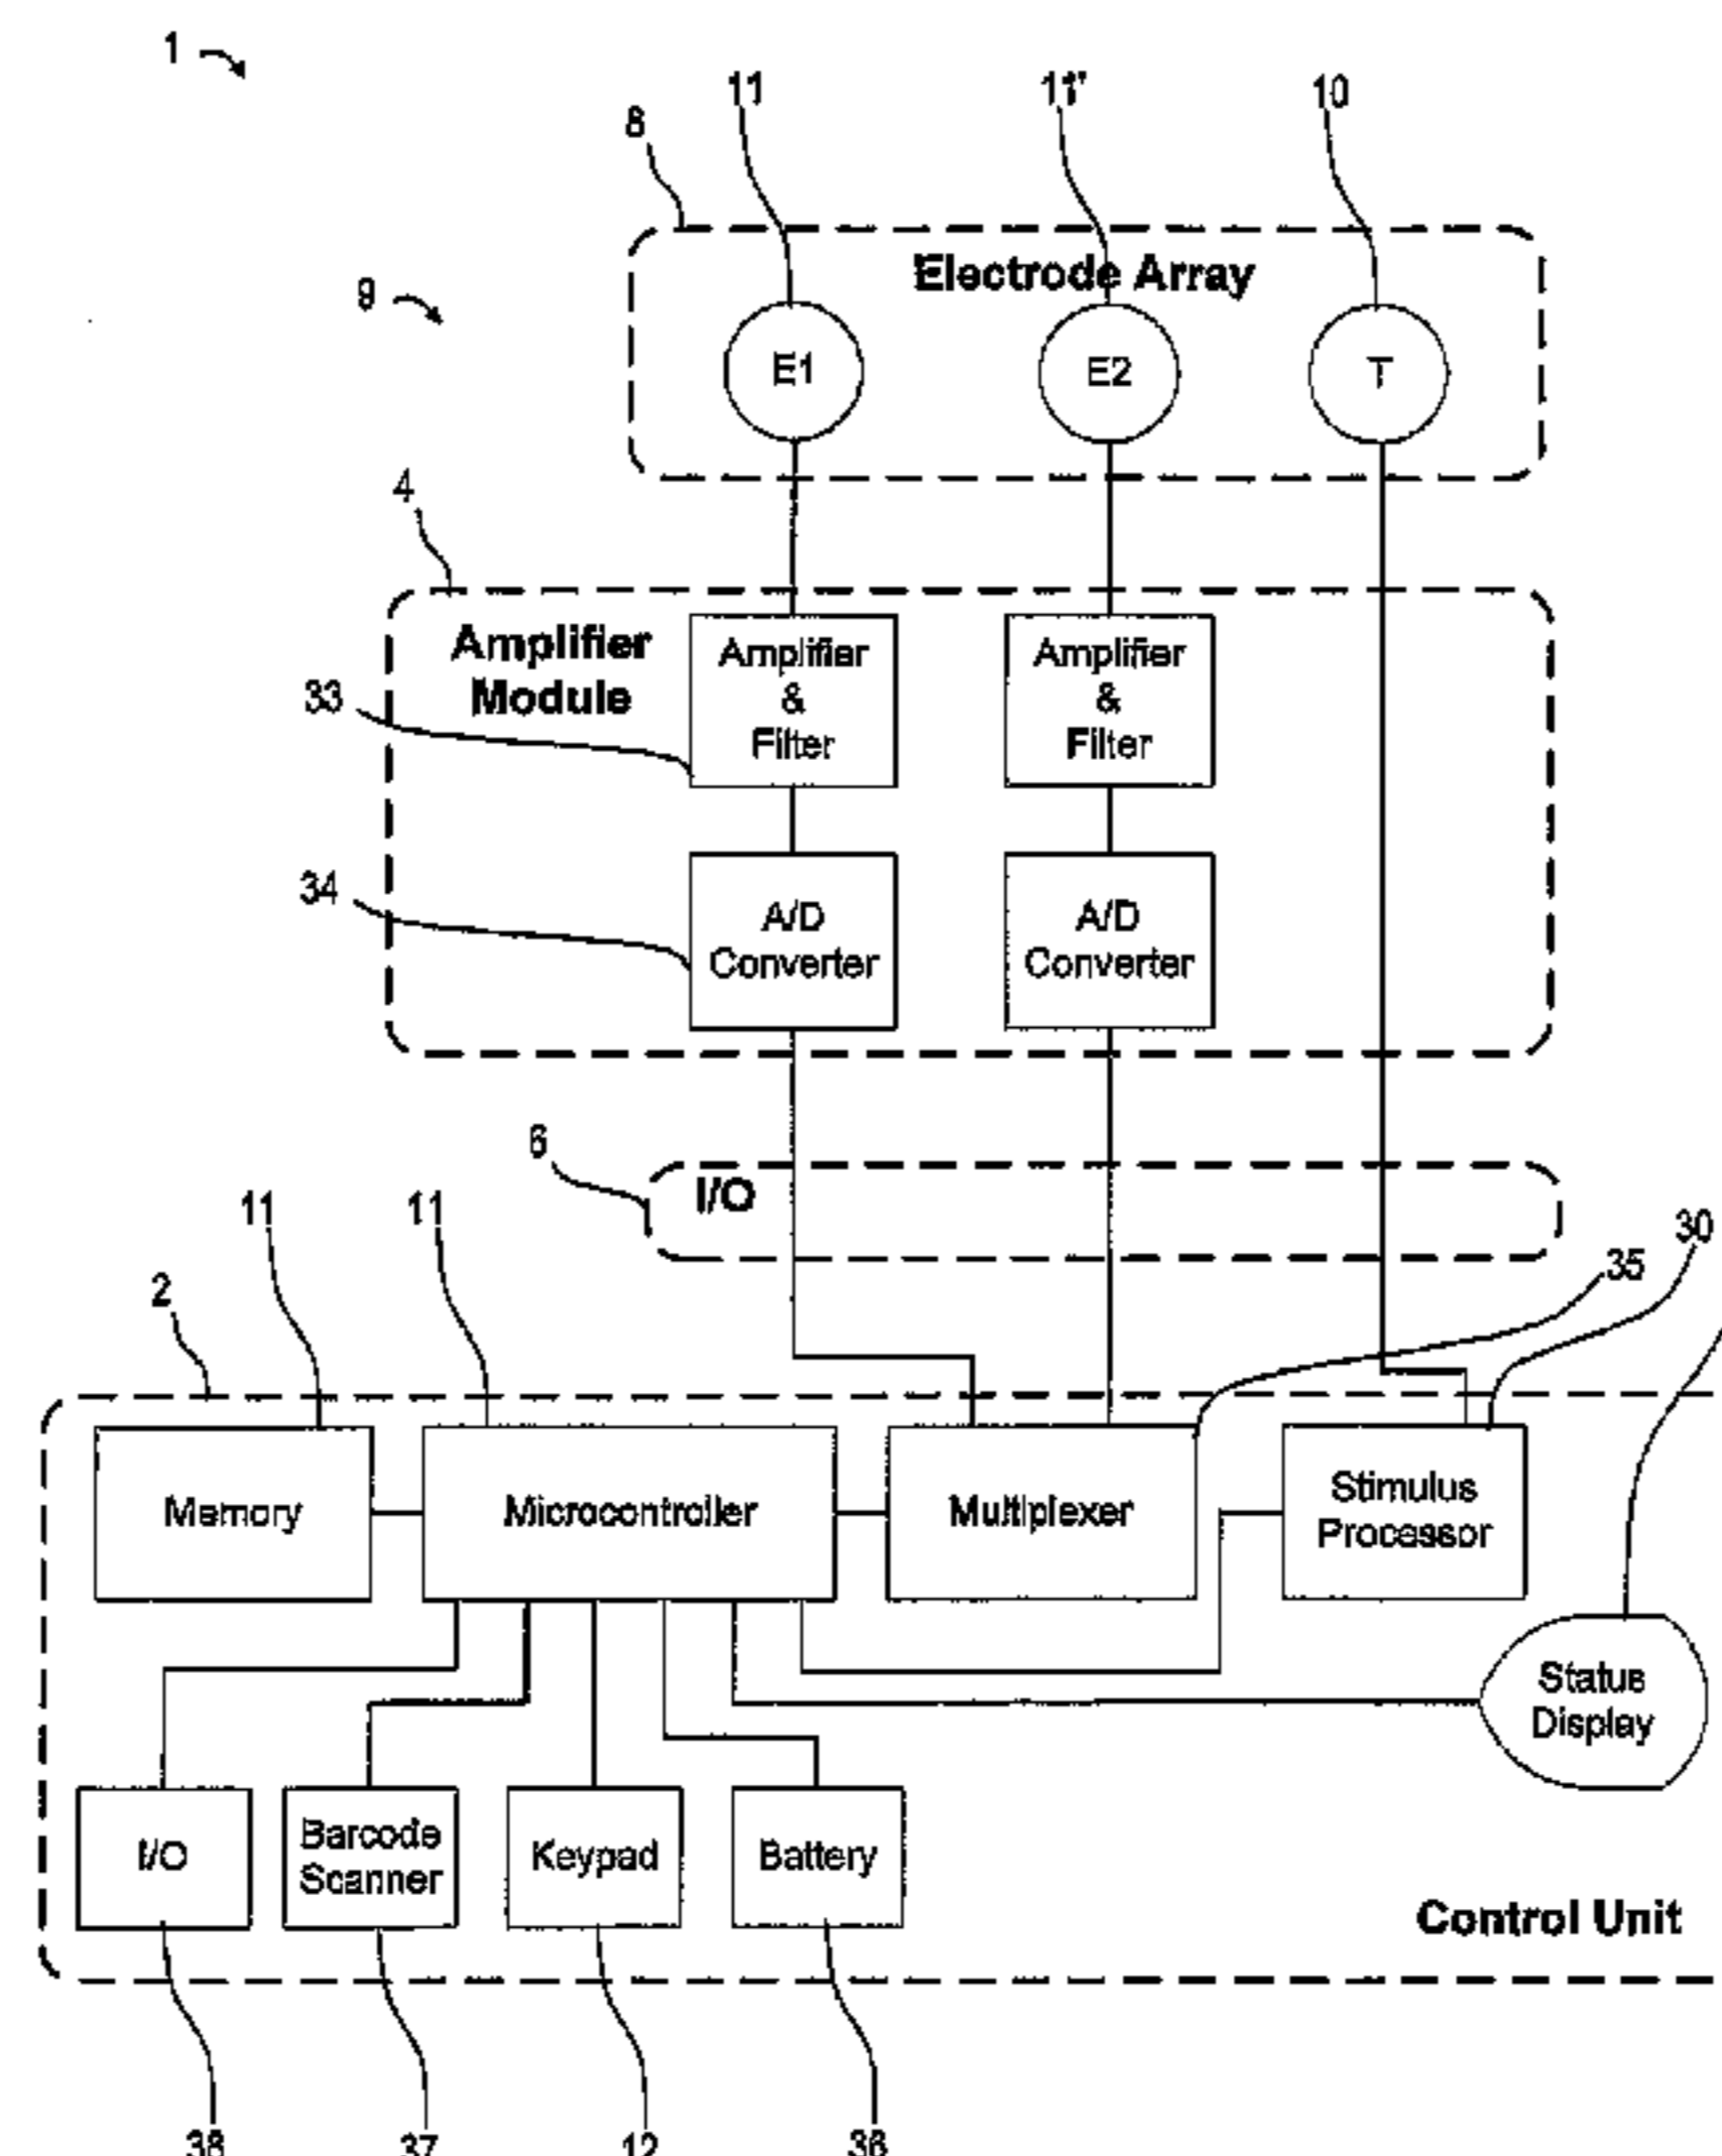 1
11
11'
10
8
Electrode Array
9
E1
E2
T
4
Amplifier
Module
Amplifier
&
Filter
Amplifier
&
Filter
33
34
A/D
Converter
A/D
Converter
6
I/O
11
11
30
35
2
Memory
Microcontroller
Multiplexer
Stimulus
Processor
Status
Display
I/O
Barcode
Scanner
Keypad
Battery
Control Unit
38
37
12
36